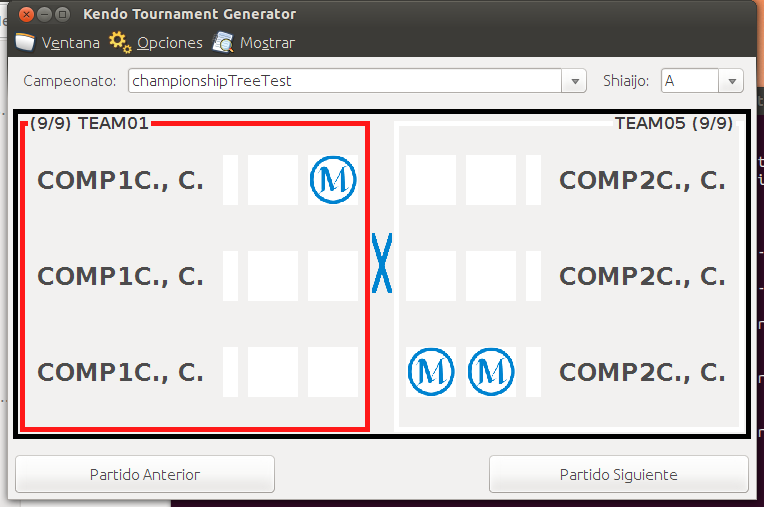 Kendo Tournament Generator
Ventana Opciones Mostrar
Campeonato: championshipTreeTest Shiaijo: A
(9/9) TEAM01 TEAM05 (9/9)
COMP1C., C. M COMP2C., C.
COMP1C., C. X COMP2C., C.
COMP1C., C. M M COMP2C., C.
Partido Anterior Partido Siguiente